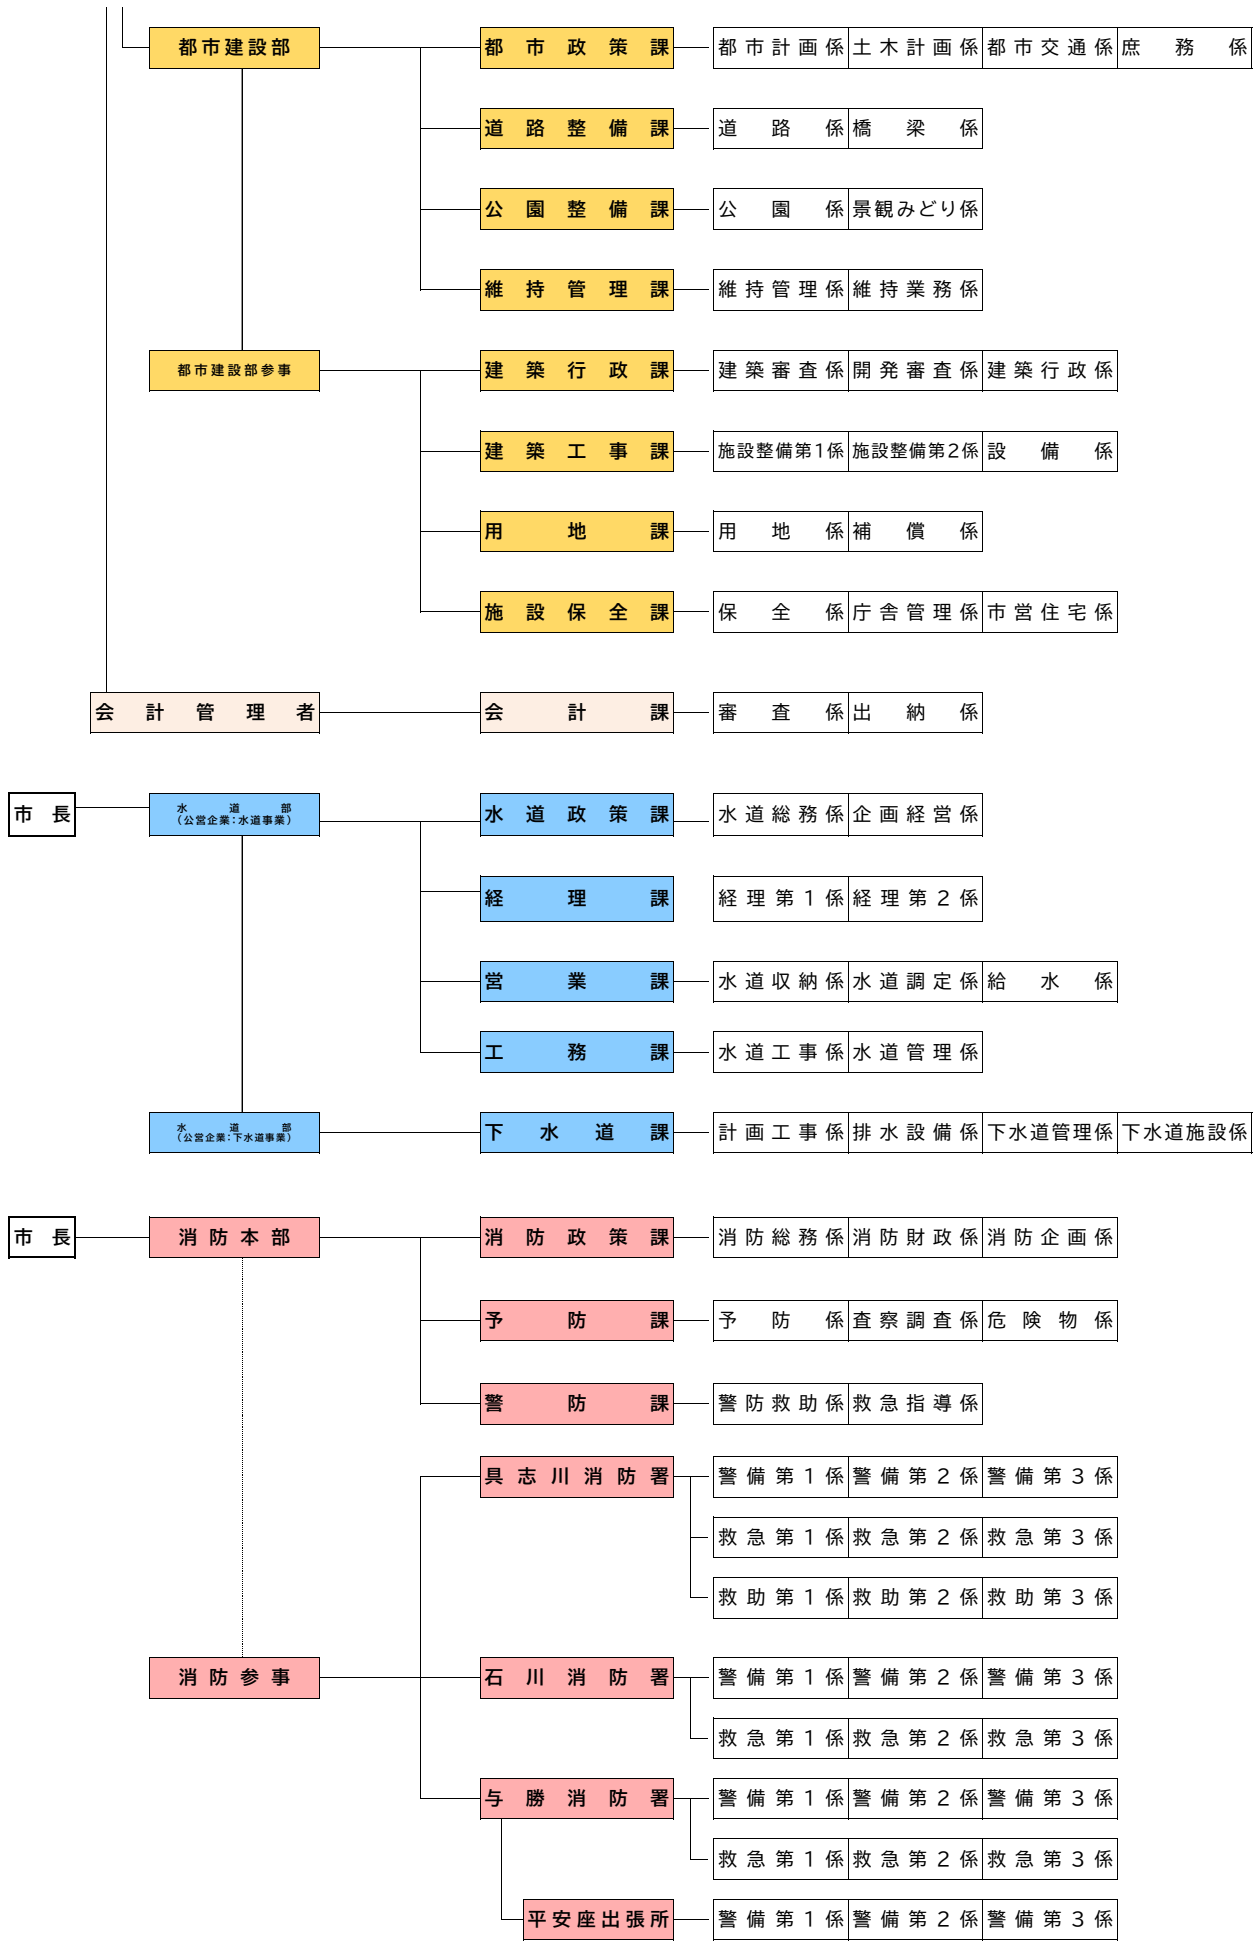 都市建設部 都市政策課 都市計画係 土木計画係 都市交通係 庶務係
道路整備課 道路係 橋梁係
公園整備課 公園係 景観みどり係
維持管理課 維持管理係 維持業務係
都市建設部参事 建築行政課 建築審査係 開発審査係 建築行政係
建築工事課 施設整備第1係 施設整備第2係 設備係
用地課 用地係 補償係
施設保全課 保全係 庁舎管理係 市営住宅係
会計管理者 会計課 審査係 出納係
市長 水道部
（公営企業：水道事業） 水道政策課 水道総務係 企画経営係
経理課 経理第1係 経理第2係
営業課 水道収納係 水道調定係 給水係
工務課 水道工事係 水道管理係
水道部
（公営企業：下水道事業） 下水道課 計画工事係 排水設備係 下水道管理係 下水道施設係
市長 消防本部 消防政策課 消防総務係 消防財政係 消防企画係
予防課 予防係 査察調査係 危険物係
警防課 警防救助係 救急指導係
具志川消防署 警備第1係 警備第2係 警備第3係
救急第1係 救急第2係 救急第3係
救助第1係 救助第2係 救助第3係
消防参事 石川消防署 警備第1係 警備第2係 警備第3係
救急第1係 救急第2係 救急第3係
与勝消防署 警備第1係 警備第2係 警備第3係
救急第1係 救急第2係 救急第3係
平安座出張所 警備第1係 警備第2係 警備第3係